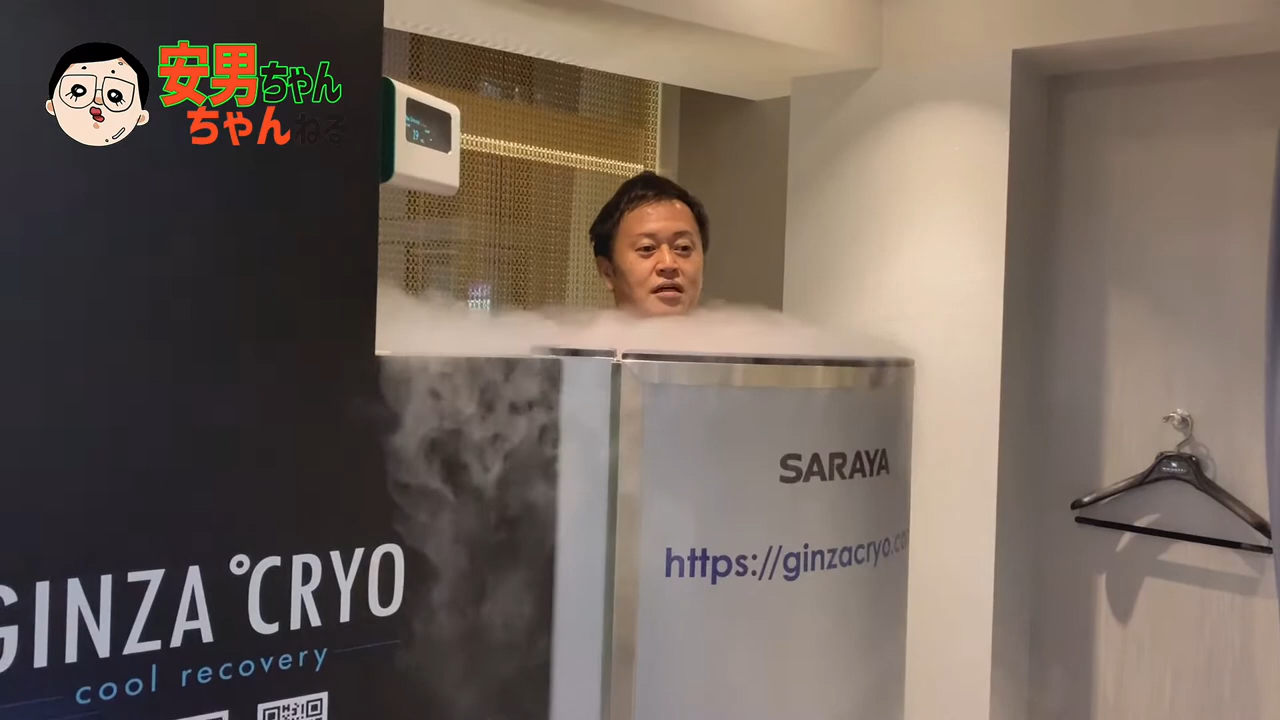 安男ちゃん
ちゃんねる
SARAYA
https://ginzacryo.co
GINZA °CRYO
cool recovery